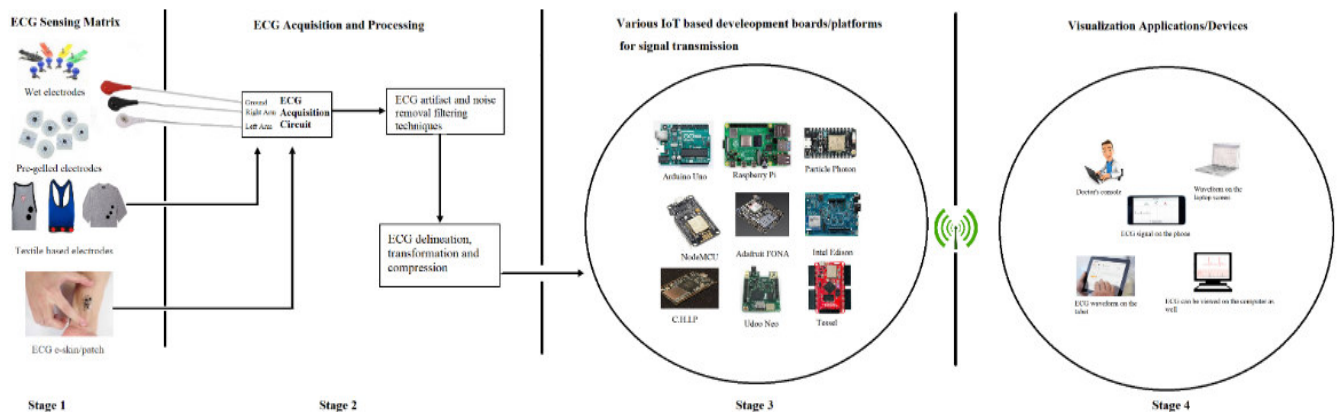 ECG Sensing Matrix
Wet electrodes
Pre-gelled electrodes
Textile based electrodes
ECG e-skin/patch
Stage 1
ECG Acquisition and Processing
Ground
Right Arm
Left Arm
ECG
Acquisition
Circuit
ECG artifact and noise
removal filtering
techniques
ECG delineation,
transformation and
compression
Stage 2
Various IoT based develeopment boards/platforms
for signal transmission
Arduino Uno
Raspberry Pi
Particle Photon
NodeMCU
Adafruit FONA
Intel Edison
C.H.I.P
Udoo Neo
Tessel
Stage 3
Visualization Applications/Devices
Doctor's console
Waveform on the
laptop screen
ECG signal on the phone
ECG waveform on the
tablet
ECG can be viewed on the computer as
well
Stage 4